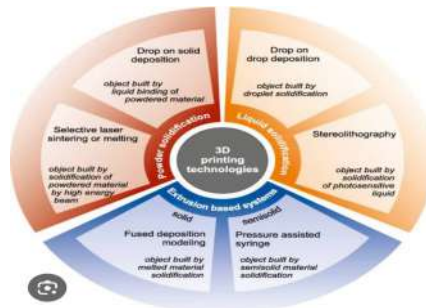 Drop on solid
deposition
object built by
liquid binding of
powdered material
Drop on
drop deposition
object built by
droplet solidification
Selective laser
sintering or melting
object built by
solidification of
powdered material
by high energy
beam
Powder solidification
Liquid solidification
3D
printing
technologies
Stereolithography
object built by
solidification
of photosensitive
liquid
Extrusion based systems
solid
semisolid
Fused deposition
modeling
object built by
melted material
solidification
Pressure assisted
syringe
object built by
semisolid material
solidification